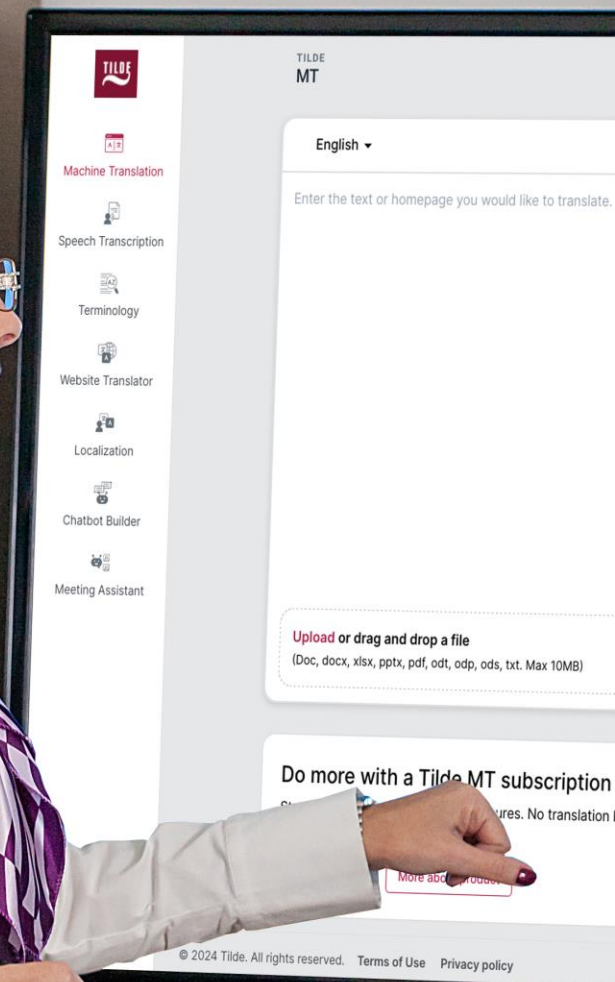 TILDE
Machine Translation
Speech Transcription
Terminology
Website Translator
Localization
Chatbot Builder
Meeting Assistant
TILDE
MT
English
Enter the text or homepage you would like to translate.
Upload or drag and drop a file
(Doc, docx, xlsx, pptx, pdf, odt, odp, ods, txt. Max 10MB)
Do more with a Tilde MT subscription
No translation
More about product
© 2024 Tilde. All rights reserved. Terms of Use Privacy policy